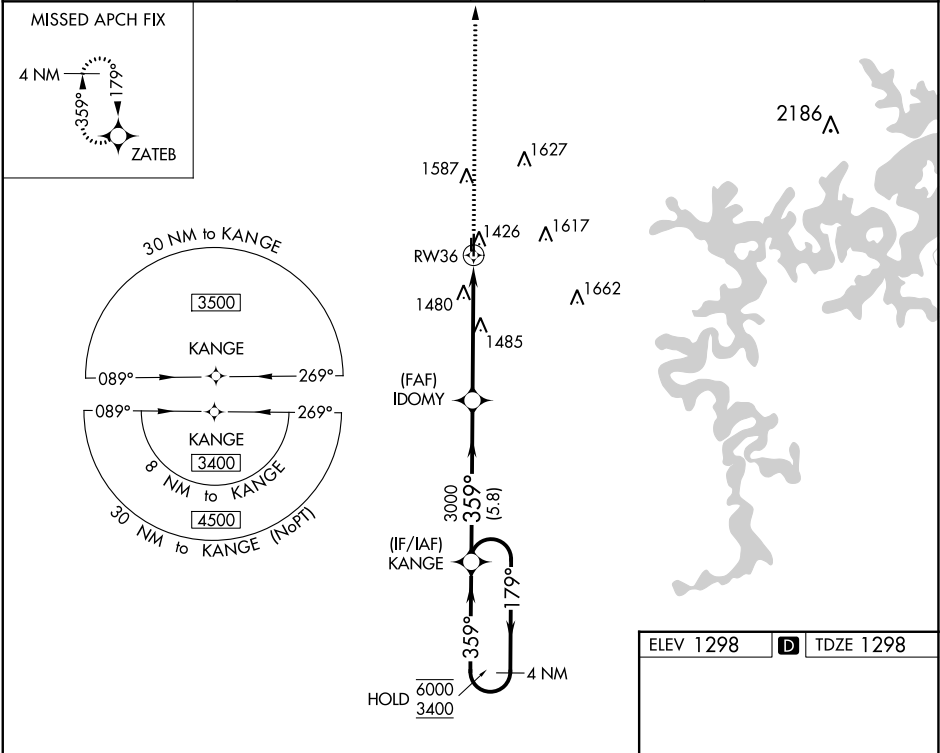 MISSED APCH FIX
4 NM
359°
179°
ZATEB
2186
1627
1587
1426
1617
RW36
1480
1662
1485
30 NM to KANGE
3500
KANGE
089°
269°
089°
269°
KANGE
3400
8 NM to KANGE
4500
30 NM to KANGE (NoPT)
(FAF)
IDOMY
3000
359°
(5.8)
(IF/IAF)
KANGE
359°
179°
4 NM
HOLD 6000
3400
ELEV 1298 D TDZE 1298